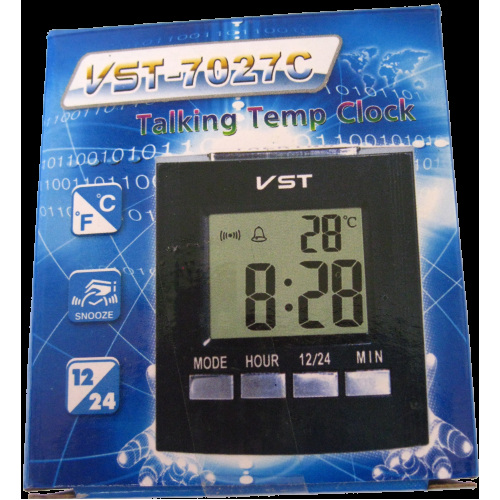 VST-7027C
Talking Temp Clock
VST
°C
°F
28°C
8:28
SNOOZE
MODE HOUR 12/24 MIN
12
24